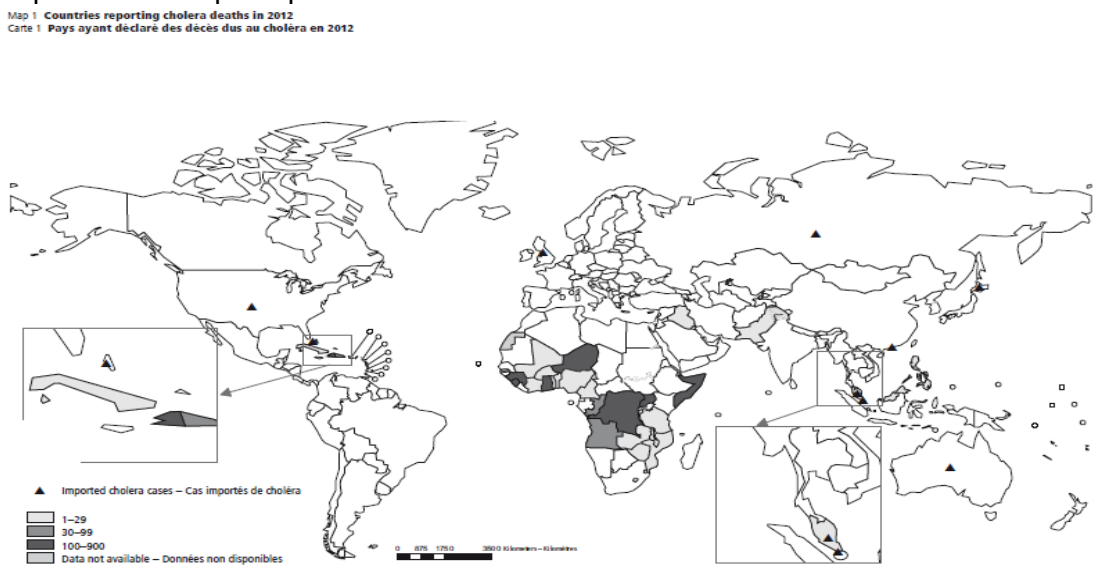 Map 1 Countries reporting cholera deaths in 2012
Carte 1 Pays ayant déclaré des décès dus au choléra en 2012
▲ Imported cholera cases – Cas importés de choléra
1–29
30–99
100–900
Data not available – Données non disponibles
0 875 1750 3500 Kilometers – Kilomètres